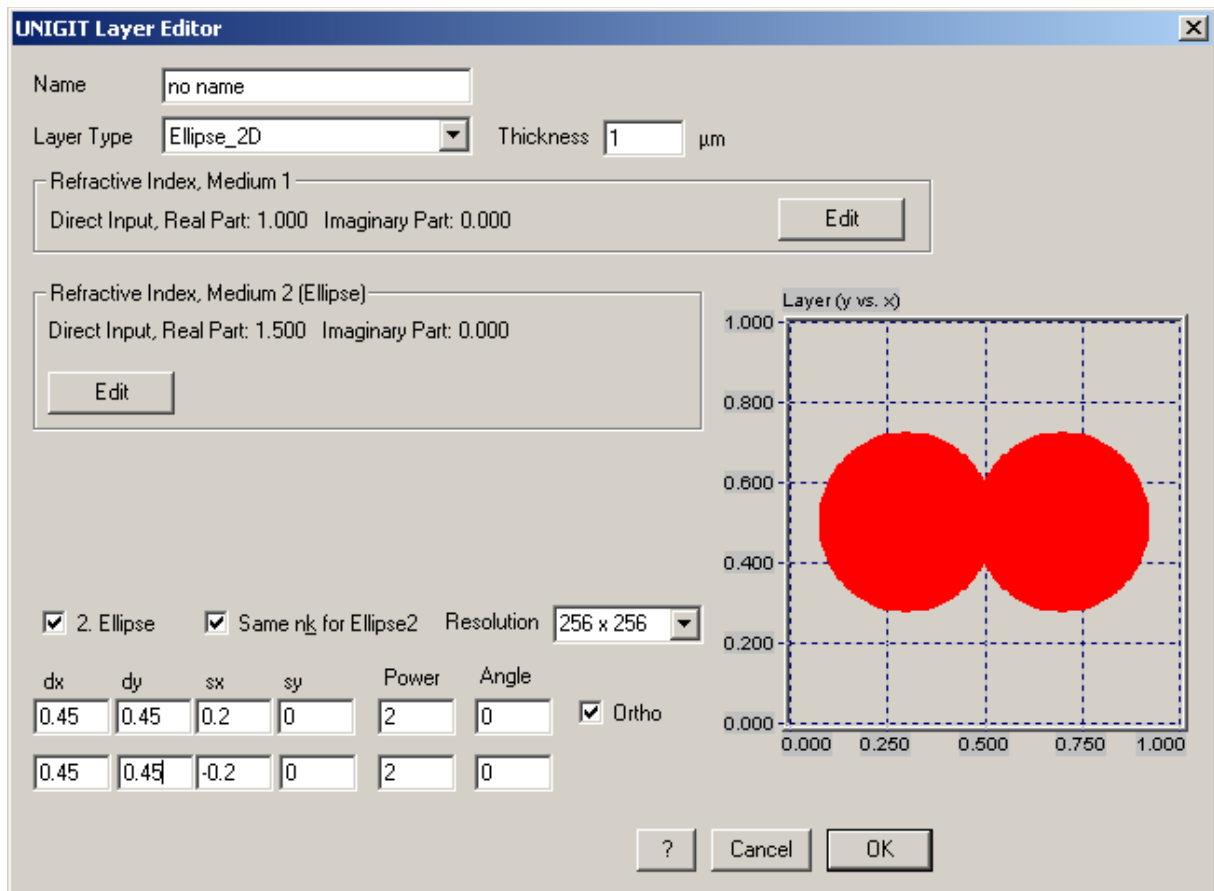 UNIGIT Layer Editor
Name no name
Layer Type Ellipse_2D Thickness 1 µm
Refractive Index, Medium 1
Direct Input, Real Part: 1.000 Imaginary Part: 0.000 Edit
Refractive Index, Medium 2 (Ellipse)
Direct Input, Real Part: 1.500 Imaginary Part: 0.000
Edit
Layer (y vs. x)
1.000
0.800
0.600
0.400
0.200
0.000
0.000 0.250 0.500 0.750 1.000
2. Ellipse Same nk for Ellipse2 Resolution 256 x 256
dx dy sx sy Power Angle
0.45 0.45 0.2 0 2 0 Ortho
0.45 0.45 -0.2 0 2 0
? Cancel OK